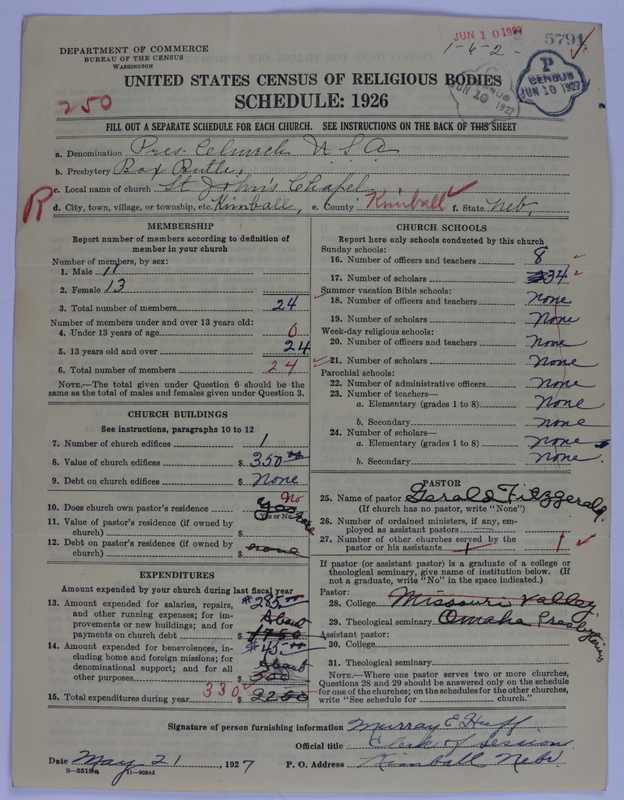 JUN 10 1927
5791
1-6-2-
DEPARTMENT OF COMMERCE
BUREAU OF THE CENSUS
WASHINGTON
P
CENSUS
JUN 10 1927
CENSUS
JUN 10 1927
UNITED STATES CENSUS OF RELIGIOUS BODIES
250
SCHEDULE: 1926
FILL OUT A SEPARATE SCHEDULE FOR EACH CHURCH. SEE INSTRUCTIONS ON THE BACK OF THIS SHEET
a. Denomination Pres. Church U S A
b. Presbytery Box Butte,
c. Local name of church St. John's Chapel
R
d. City, town, village, or township, etc. Kimball, e. County Kimball f. State Neb,
MEMBERSHIP
Report number of members according to definition of member in your church
Number of members, by sex:
1. Male 11
2. Female 13
3. Total number of members 24
Number of members under and over 13 years old:
4. Under 13 years of age 0
5. 13 years old and over 24
6. Total number of members 24
NOTE.—The total given under Question 6 should be the same as the total of males and females given under Question 3.
CHURCH BUILDINGS
See instructions, paragraphs 10 to 12
7. Number of church edifices 1
8. Value of church edifices $ 350.00
9. Debt on church edifices $ None
10. Does church own pastor's residence? yes No
Yes or No
11. Value of pastor's residence (if owned by church) $ none
12. Debt on pastor's residence (if owned by church) $ none
EXPENDITURES
Amount expended by your church during last fiscal year
13. Amount expended for salaries, repairs, and other running expenses; for improvements or new buildings; and for payments on church debt $ #285.00 About 1750
14. Amount expended for benevolences, including home and foreign missions; for denominational support; and for all other purposes $ #45.00 About 500
15. Total expenditures during year 330 $ 2250
CHURCH SCHOOLS
Report here only schools conducted by this church
Sunday schools:
16. Number of officers and teachers 8
17. Number of scholars 34
Summer vacation Bible schools:
18. Number of officers and teachers None
19. Number of scholars None
Week-day religious schools:
20. Number of officers and teachers None
21. Number of scholars None
Parochial schools:
22. Number of administrative officers None
23. Number of teachers—
a. Elementary (grades 1 to 8) None
b. Secondary None
24. Number of scholars—
a. Elementary (grades 1 to 8) None
b. Secondary None
PASTOR
25. Name of pastor Gerald Fitzgerald.
(If church has no pastor, write "None")
26. Number of ordained ministers, if any, employed as assistant pastors
27. Number of other churches served by the pastor or his assistants 1 1
If pastor (or assistant pastor) is a graduate of a college or theological seminary, give name of institution below. (If not a graduate, write "No" in the space indicated.)
Pastor:
28. College Missouri Valley
29. Theological seminary Omaha Pres
Assistant pastor:
30. College
31. Theological seminary
NOTE.—Where one pastor serves two or more churches, Questions 28 and 29 should be answered only on the schedule for one of the churches; on the schedules for the other churches, write "See schedule for church."
Signature of person furnishing information Murray E. Huff
Official title Clerk of Session
Date May 21, 1927 P. O. Address Kimball Nebr.